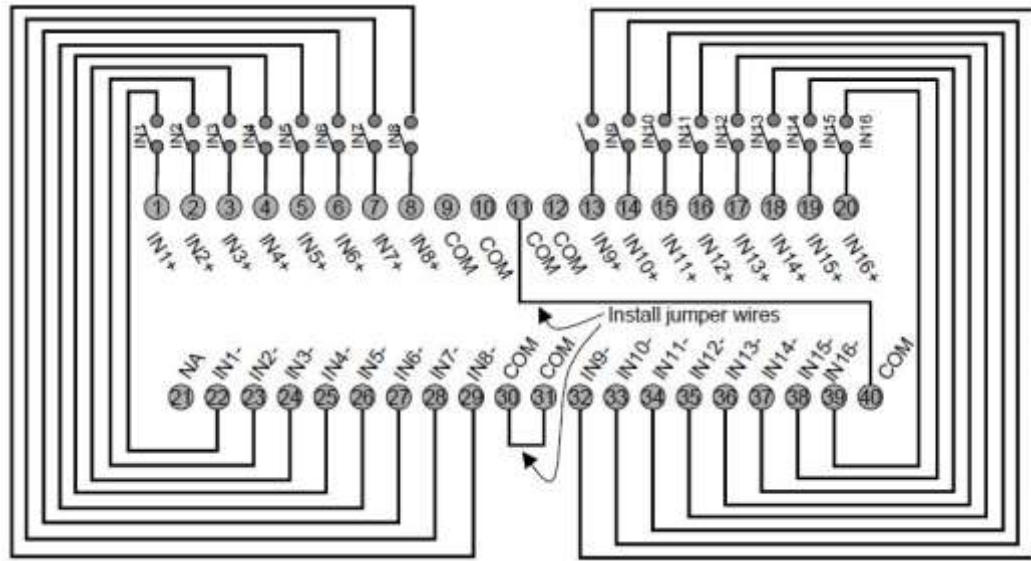 IN1 IN2 IN3 IN4 IN5 IN6 IN7 IN8 IN9 IN10 IN11 IN12 IN13 IN14 IN15 IN16
1 2 3 4 5 6 7 8 9 10 11 12 13 14 15 16 17 18 19 20
IN1+ IN2+ IN3+ IN4+ IN5+ IN6+ IN7+ IN8+ COM COM COM COM IN9+ IN10+ IN11+ IN12+ IN13+ IN14+ IN15+ IN16+
Install jumper wires
NA IN1- IN2- IN3- IN4- IN5- IN6- IN7- IN8- COM COM IN9- IN10- IN11- IN12- IN13- IN14- IN15- IN16- COM
21 22 23 24 25 26 27 28 29 30 31 32 33 34 35 36 37 38 39 40